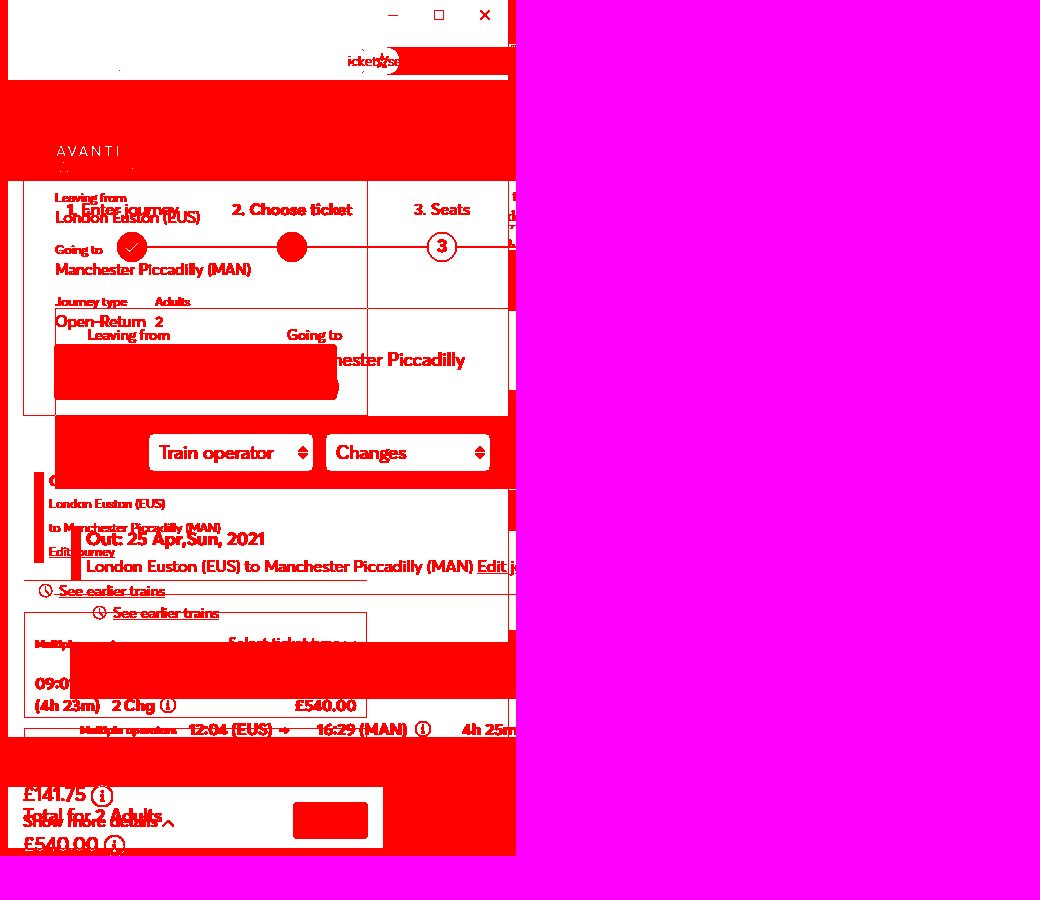 icket/se
AVANTI
Leaving from
1. Enter journey
2. Choose ticket
3. Seats
London Euston (EUS)
Going to
3
Manchester Piccadilly (MAN)
Journey type
Adults
Open-Return 2
Leaving from
Going to
hester Piccadilly
Train operator
Changes
London Euston (EUS)
to Manchester Piccadilly (MAN)
Out: 25 Apr,Sun, 2021
Edit journey
London Euston (EUS) to Manchester Piccadilly (MAN) Edit j
See earlier trains
See earlier trains
Select ticket type
09:0
(4h 23m) 2 Chg
£540.00
Multiple operators 12:04 (EUS) → 16:29 (MAN) 4h 25m
£141.75
Total for 2 Adults
Show more details
£540.00